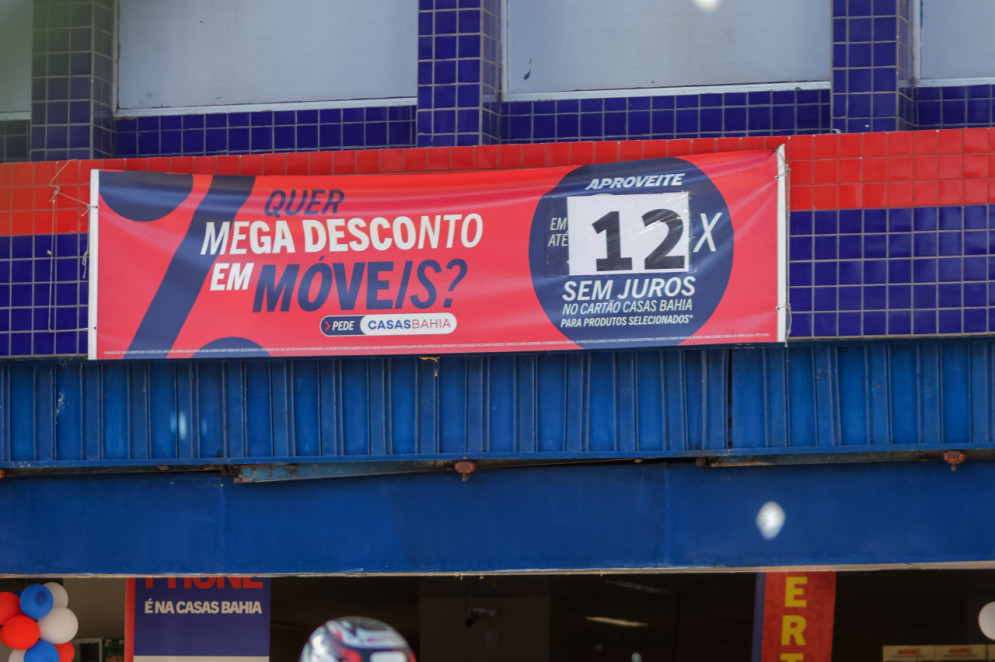 QUER
MEGA DESCONTO
EM MÓVEIS?
PEDE CASASBAHIA
APROVEITE
EM ATÉ 12X
SEM JUROS
NO CARTÃO CASAS BAHIA
PARA PRODUTOS SELECIONADOS*
PHONE
É NA CASAS BAHIA
E
R
T